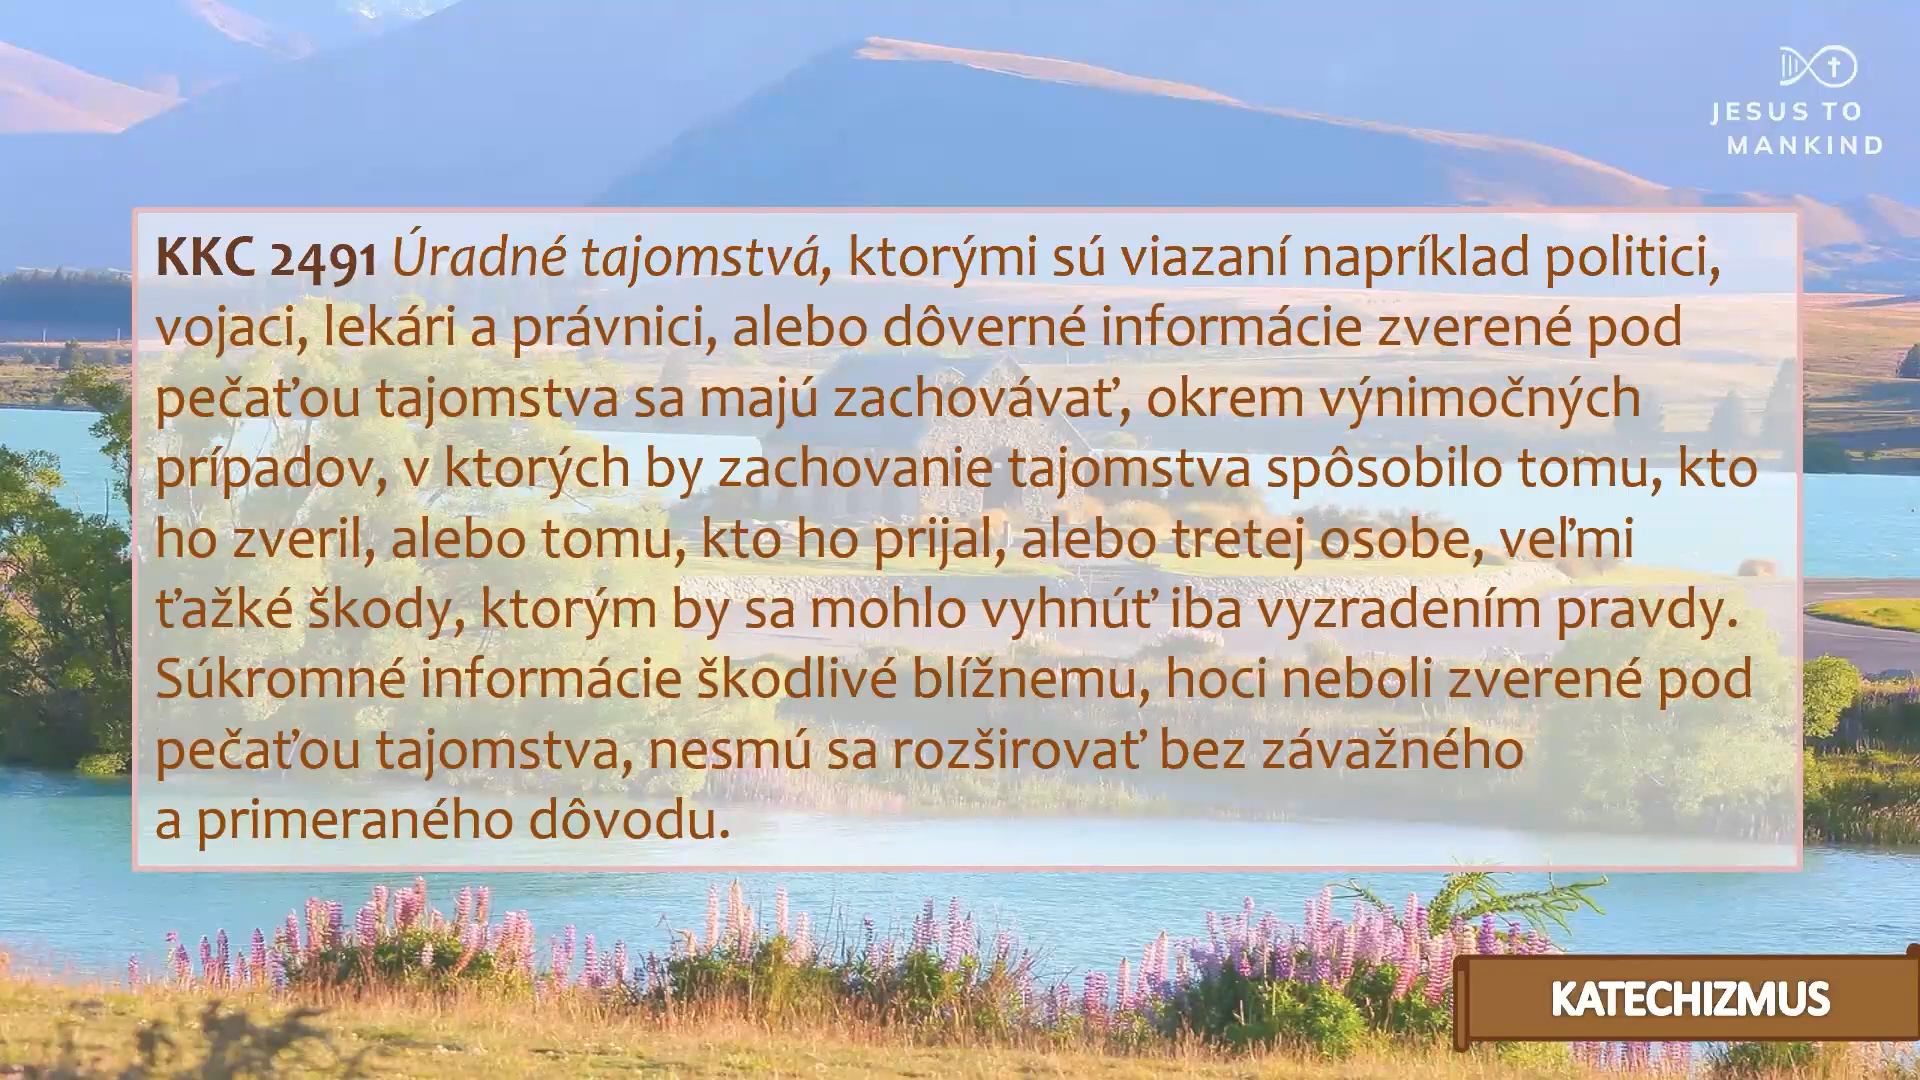 JESUS TO
MANKIND
KKC 2491 Úradné tajomstvá, ktorými sú viazaní napríklad politici,
vojaci, lekári a právnici, alebo dôverné informácie zverené pod
pečaťou tajomstva sa majú zachovávať, okrem výnimočných
prípadov, v ktorých by zachovanie tajomstva spôsobilo tomu, kto
ho zveril, alebo tomu, kto ho prijal, alebo tretej osobe, veľmi
ťažké škody, ktorým by sa mohlo vyhnúť iba vyzradením pravdy.
Súkromné informácie škodlivé blížnemu, hoci neboli zverené pod
pečaťou tajomstva, nesmú sa rozširovať bez závažného
a primeraného dôvodu.
KATECHIZMUS